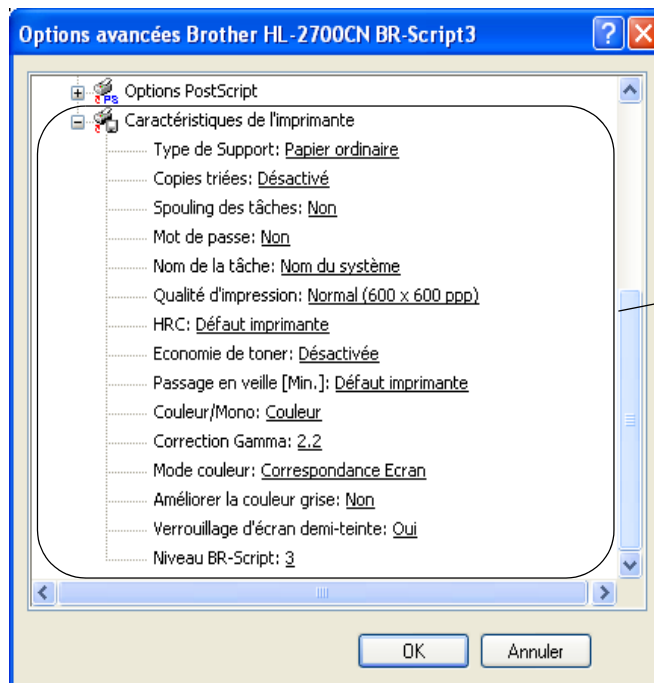 Options avancées Brother HL-2700CN BR-Script3
Options PostScript
Caractéristiques de l'imprimante
Type de Support: Papier ordinaire
Copies triées: Désactivé
Spouling des tâches: Non
Mot de passe: Non
Nom de la tâche: Nom du système
Qualité d'impression: Normal (600 x 600 ppp)
HRC: Défaut imprimante
Economie de toner: Désactivée
Passage en veille [Min.]: Défaut imprimante
Couleur/Mono: Couleur
Correction Gamma: 2.2
Mode couleur: Correspondance Ecran
Améliorer la couleur grise: Non
Verrouillage d'écran demi-teinte: Oui
Niveau BR-Script: 3
OK Annuler